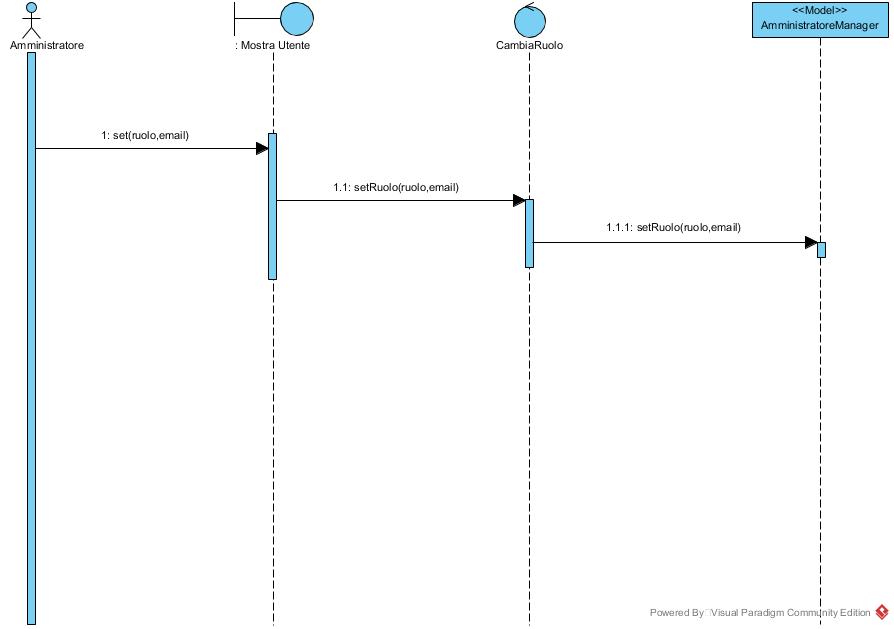 <<Model>>
AmministratoreManager
Amministratore
: Mostra Utente
CambiaRuolo
1: set(ruolo,email)
1.1: setRuolo(ruolo,email)
1.1.1: setRuolo(ruolo,email)
Powered By Visual Paradigm Community Edition